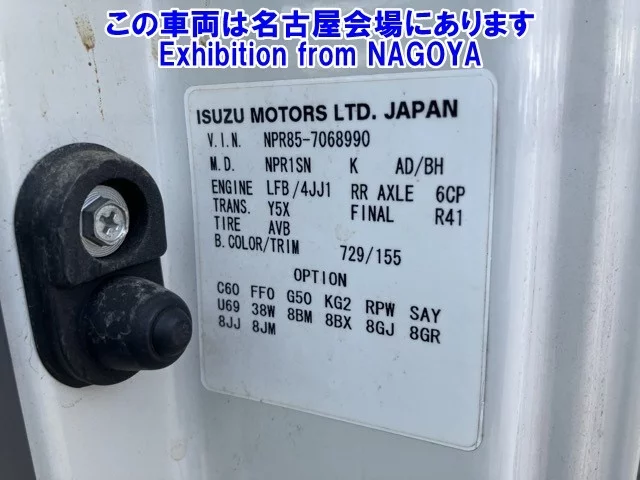 この車両は名古屋会場にあります
Exhibition from NAGOYA
ISUZU MOTORS LTD. JAPAN
V.I.N. NPR85-7068990
M.D. NPR1SN K AD/BH
ENGINE LFB/4JJ1 RR AXLE 6CP
TRANS. Y5X FINAL R41
TIRE AVB
B.COLOR/TRIM 729/155
OPTION
C60 FF0 G50 KG2 RPW SAY
U69 38W 8BM 8BX 8GJ 8GR
8JJ 8JM